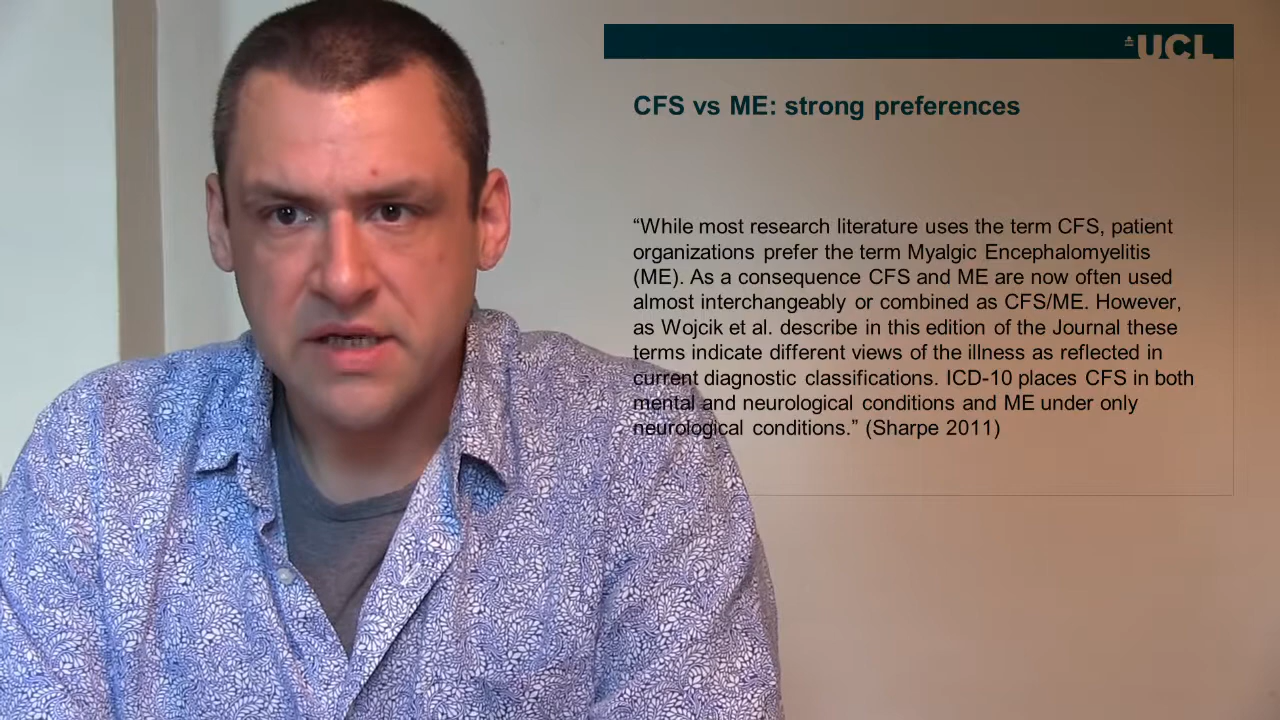 UCL
CFS vs ME: strong preferences
“While most research literature uses the term CFS, patient
organizations prefer the term Myalgic Encephalomyelitis
(ME). As a consequence CFS and ME are now often used
almost interchangeably or combined as CFS/ME. However,
as Wojcik et al. describe in this edition of the Journal these
terms indicate different views of the illness as reflected in
current diagnostic classifications. ICD-10 places CFS in both
mental and neurological conditions and ME under only
neurological conditions.” (Sharpe 2011)